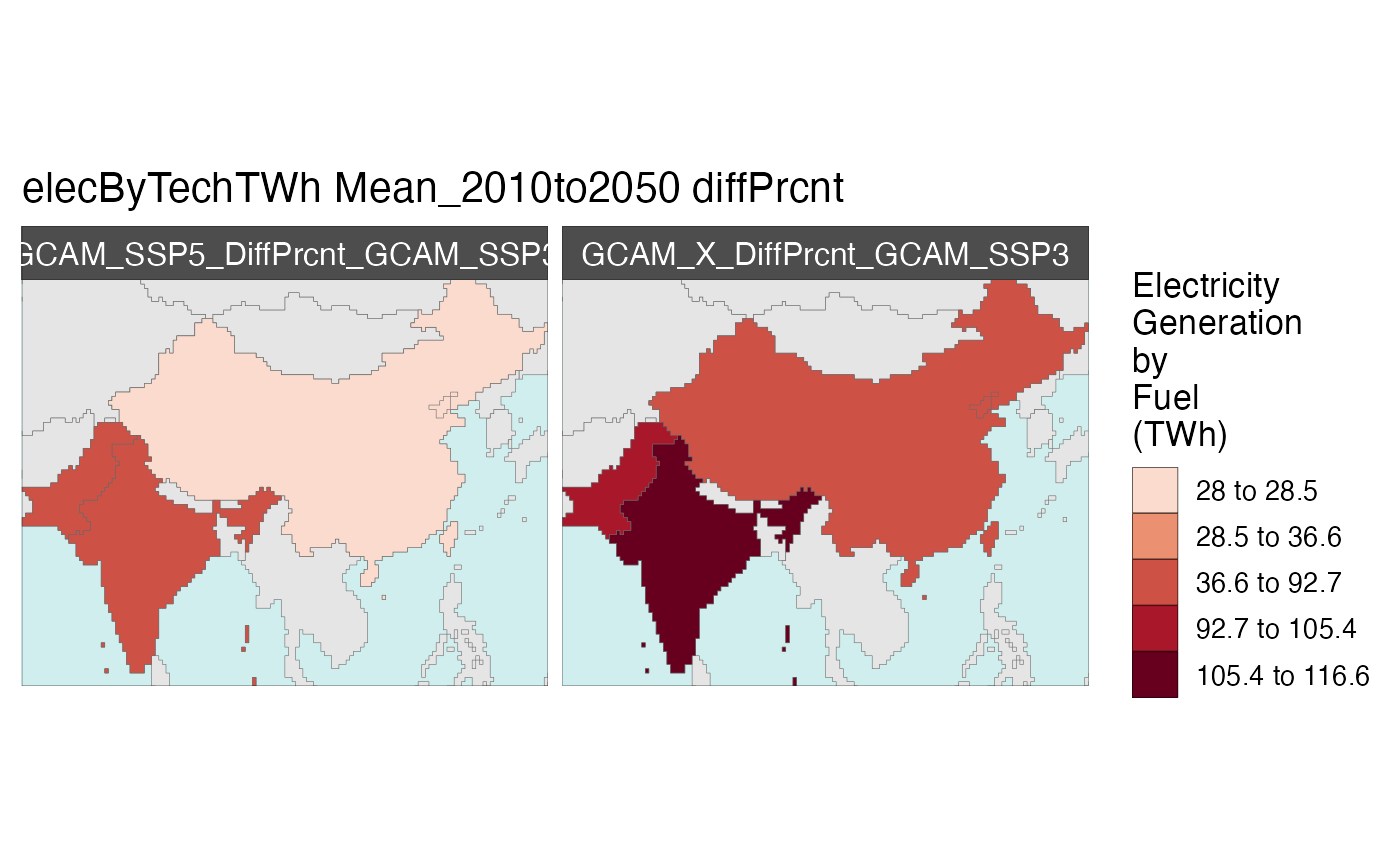 elecByTechTWh Mean_2010to2050 diffPrcnt
GCAM_SSP5_DiffPrcnt_GCAM_SSP3
GCAM_X_DiffPrcnt_GCAM_SSP3
Electricity
Generation
by
Fuel
(TWh)
28 to 28.5
28.5 to 36.6
36.6 to 92.7
92.7 to 105.4
105.4 to 116.6